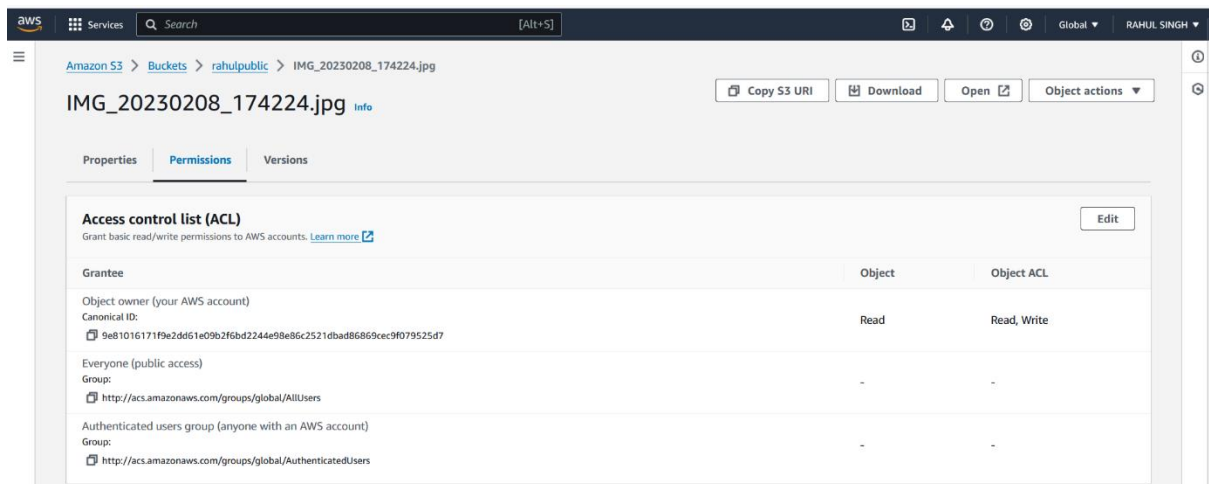 aws Services Search [Alt+S] Global ▼ RAHUL SINGH ▼
Amazon S3 > Buckets > rahulpublic > IMG_20230208_174224.jpg
IMG_20230208_174224.jpg Info
Copy S3 URI Download Open Object actions ▼
Properties Permissions Versions
Access control list (ACL)
Edit
Grant basic read/write permissions to AWS accounts. Learn more
Grantee Object Object ACL
Object owner (your AWS account)
Canonical ID:
9e81016171f9e2dd61e09b2f6bd2244e98e86c2521dbad86869cec9f079525d7
Read Read, Write
Everyone (public access)
Group:
http://acs.amazonaws.com/groups/global/AllUsers
- -
Authenticated users group (anyone with an AWS account)
Group:
http://acs.amazonaws.com/groups/global/AuthenticatedUsers
- -